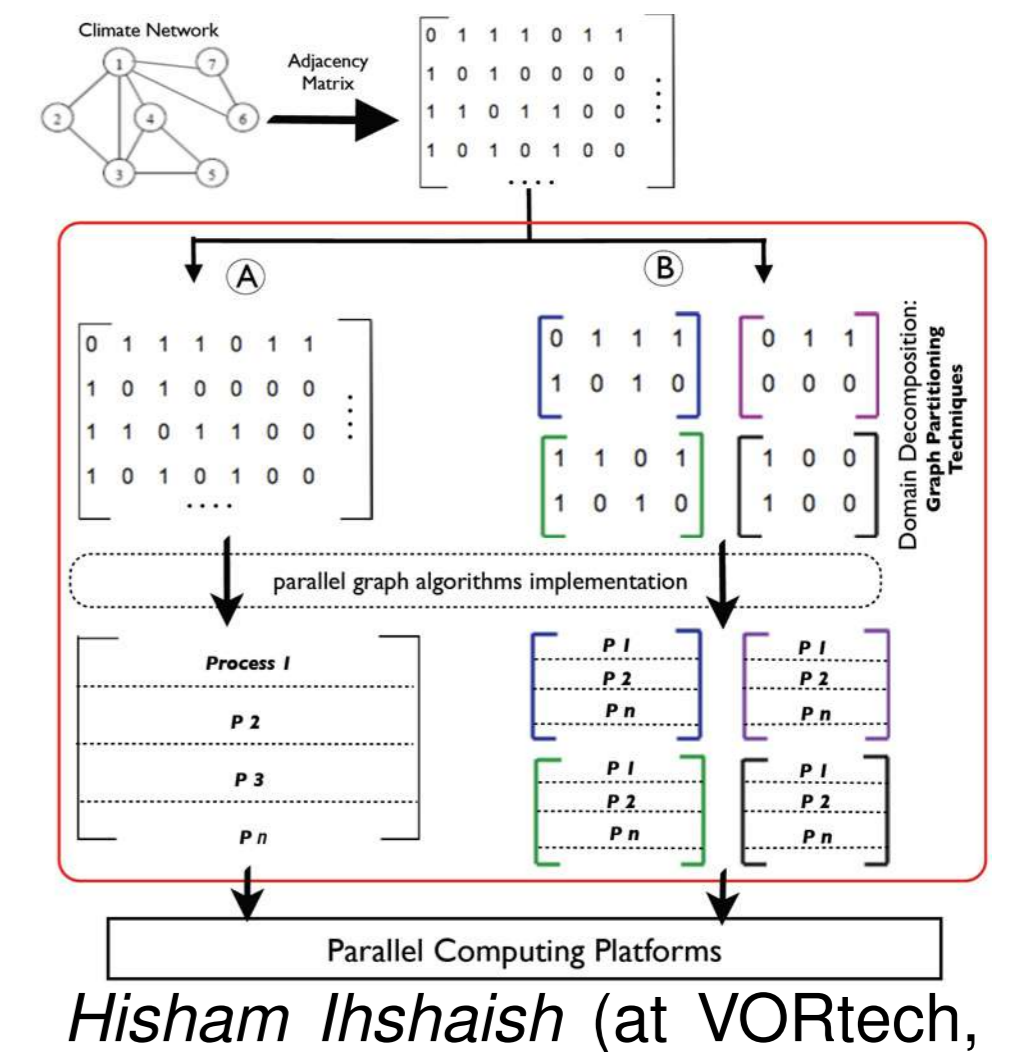 Climate Network
1 7
2 4 6
3 5
Adjacency
Matrix
0 1 1 1 0 1 1
1 0 1 0 0 0 0
1 1 0 1 1 0 0
1 0 1 0 1 0 0
....
A
B
0 1 1 1 0 1 1
1 0 1 0 0 0 0
1 1 0 1 1 0 0
1 0 1 0 1 0 0
....
0 1 1 1
1 0 1 0
0 1 1
0 0 0
1 1 0 1
1 0 1 0
1 0 0
1 0 0
Domain Decomposition:
Graph Partitioning
Techniques
parallel graph algorithms implementation
Process 1
P 2
P 3
P n
P 1
P 2
P n
P 1
P 2
P n
P 1
P 2
P n
P 1
P 2
P n
Parallel Computing Platforms
Hisham Ihshaish (at VORtech,